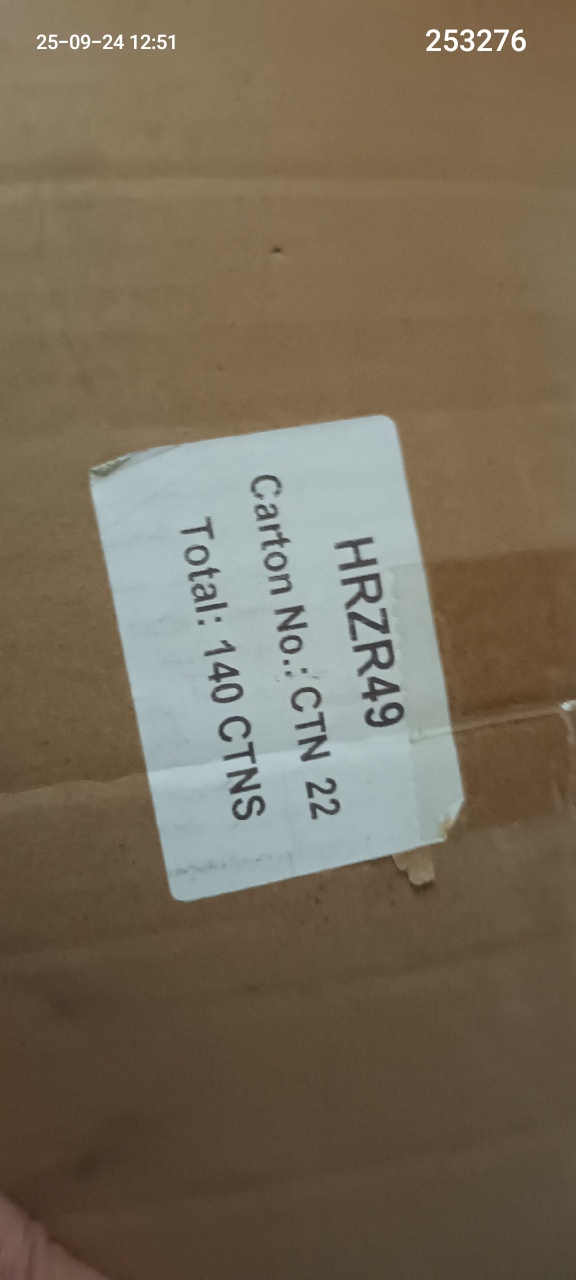 25-09-24 12:51
253276
HRZR49
Carton No.: CTN 22
Total: 140 CTNS